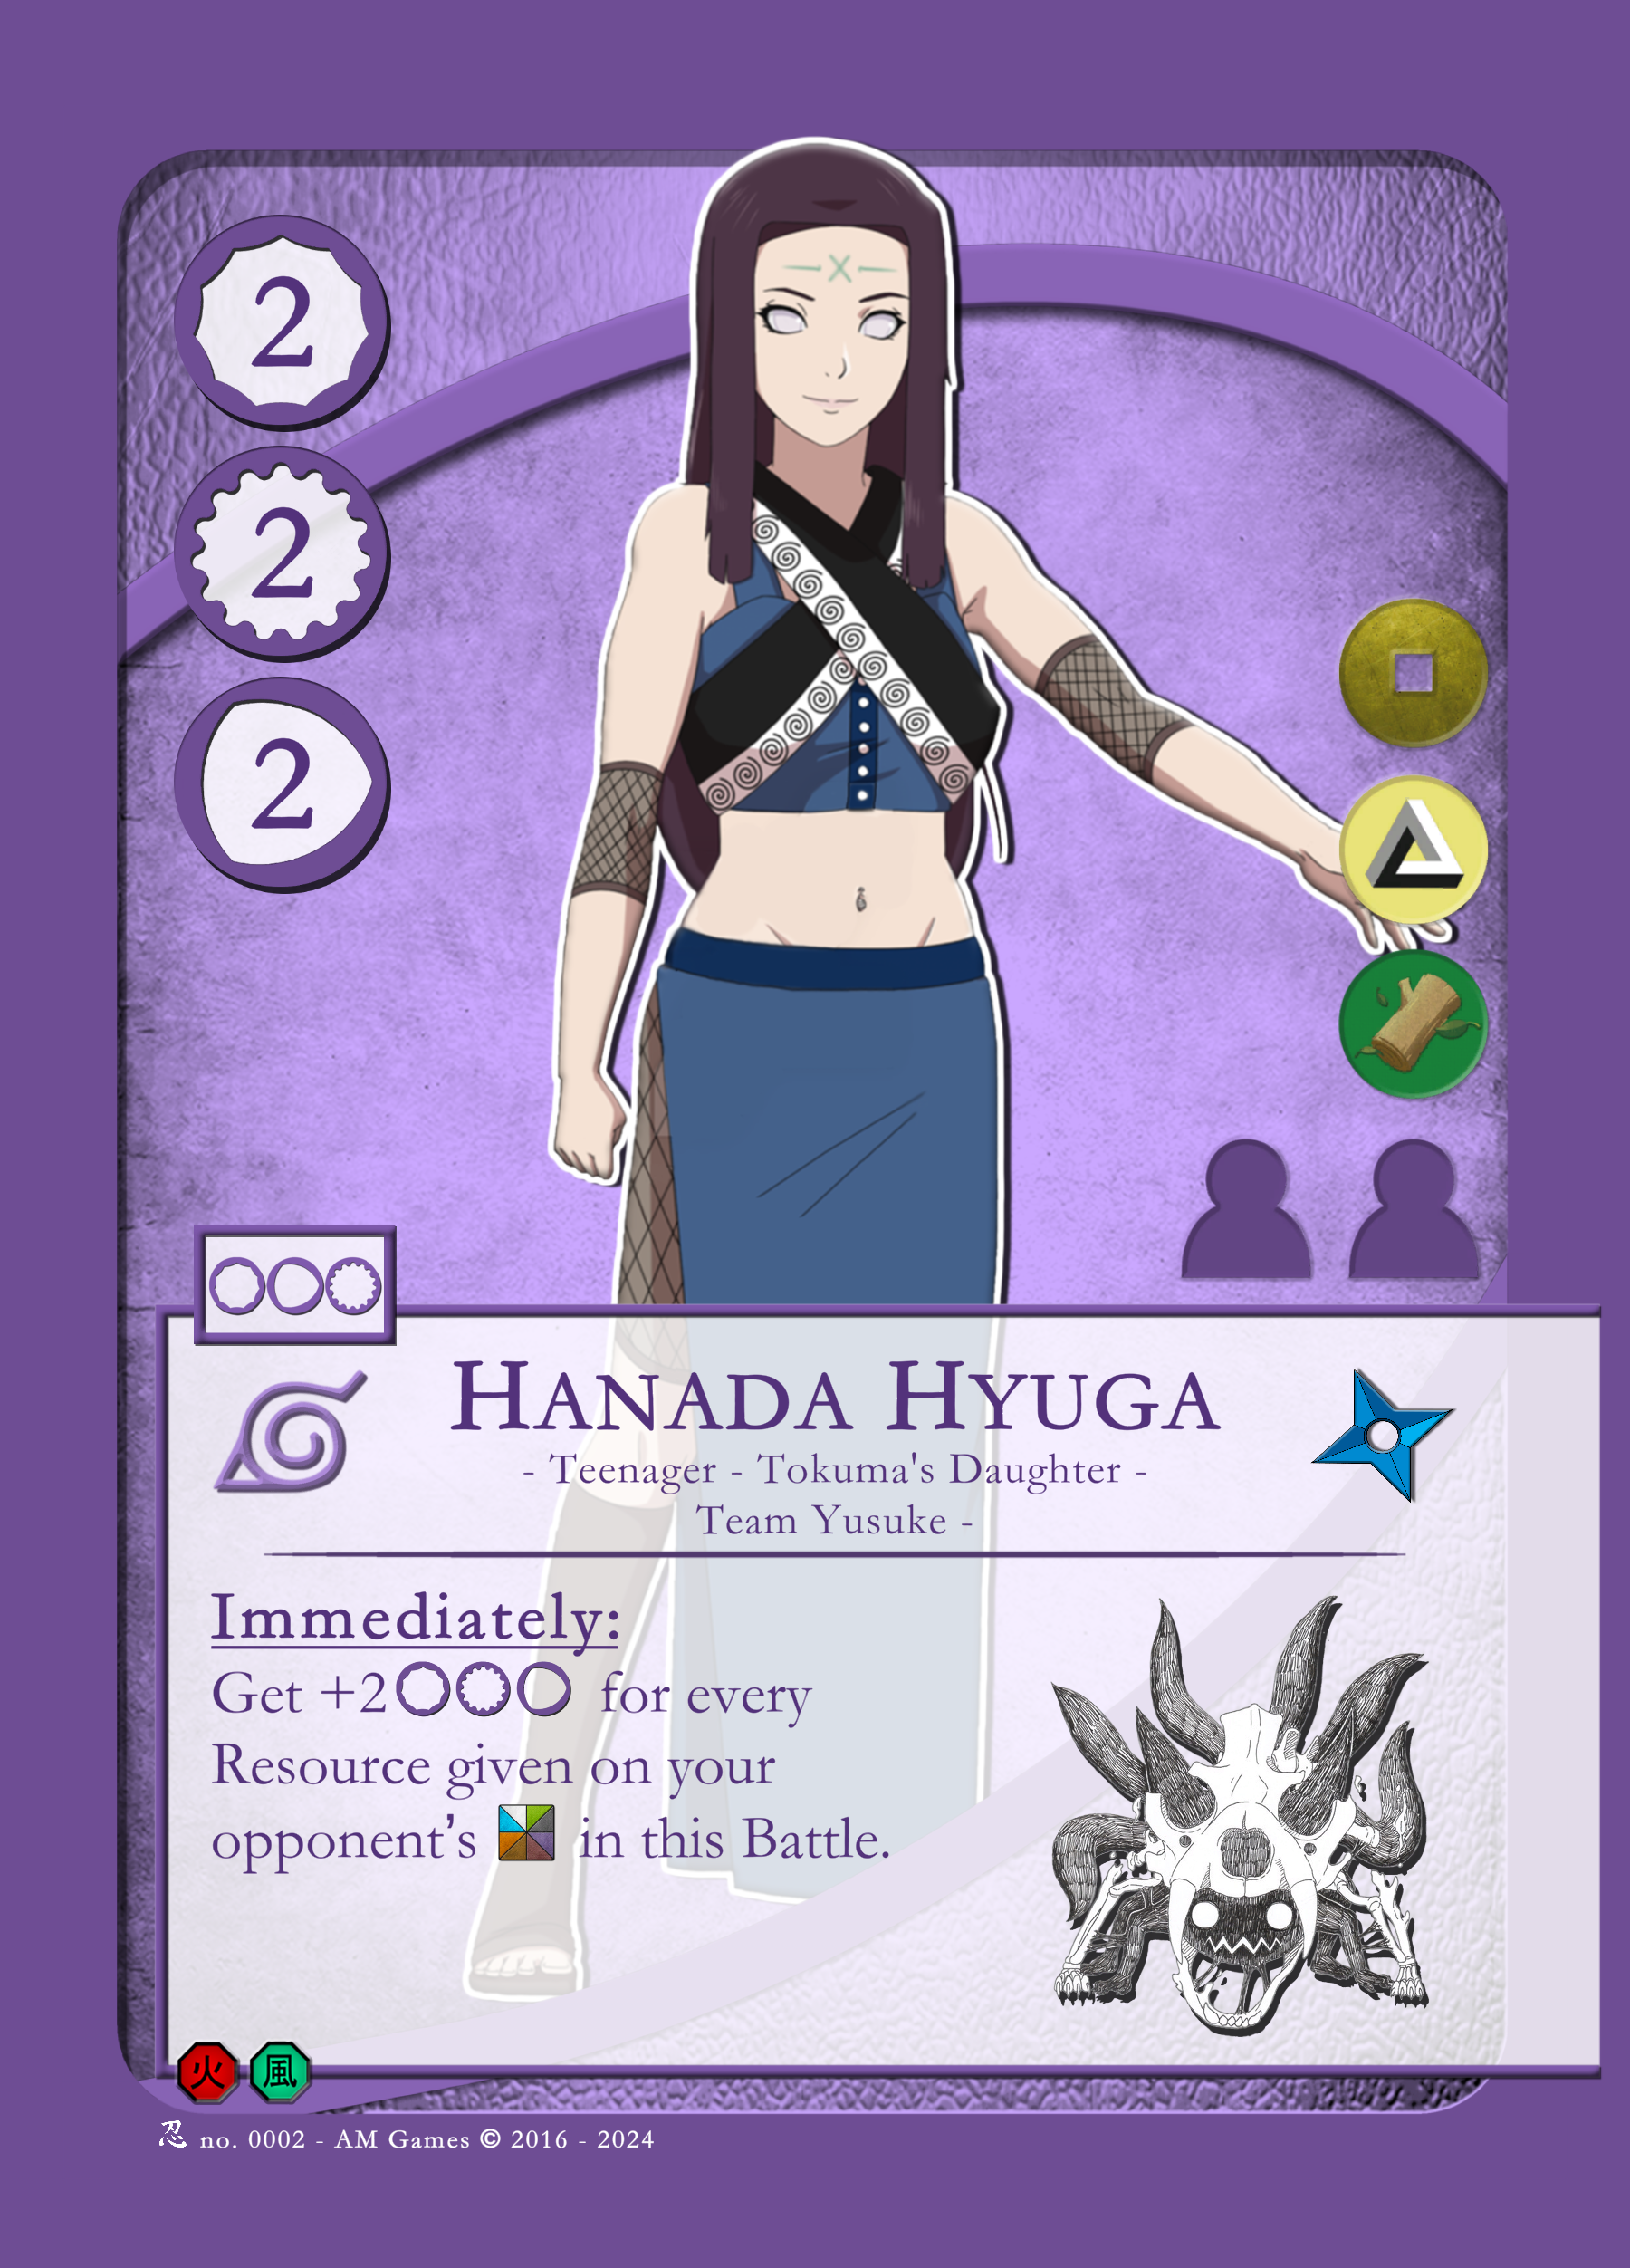 2
2
2
Hanada Hyuga
- Teenager - Tokuma's Daughter -
Team Yusuke -
Immediately:
Get +2 for every
Resource given on your
opponent's in this Battle.
火 風
忍 no. 0002 - AM Games © 2016 - 2024